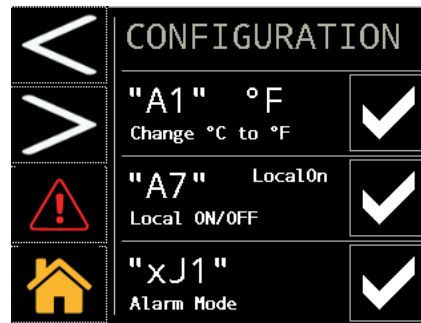 CONFIGURATION
"A1" °F
Change °C to °F
"A7" LocalOn
Local ON/OFF
"xJ1"
Alarm Mode